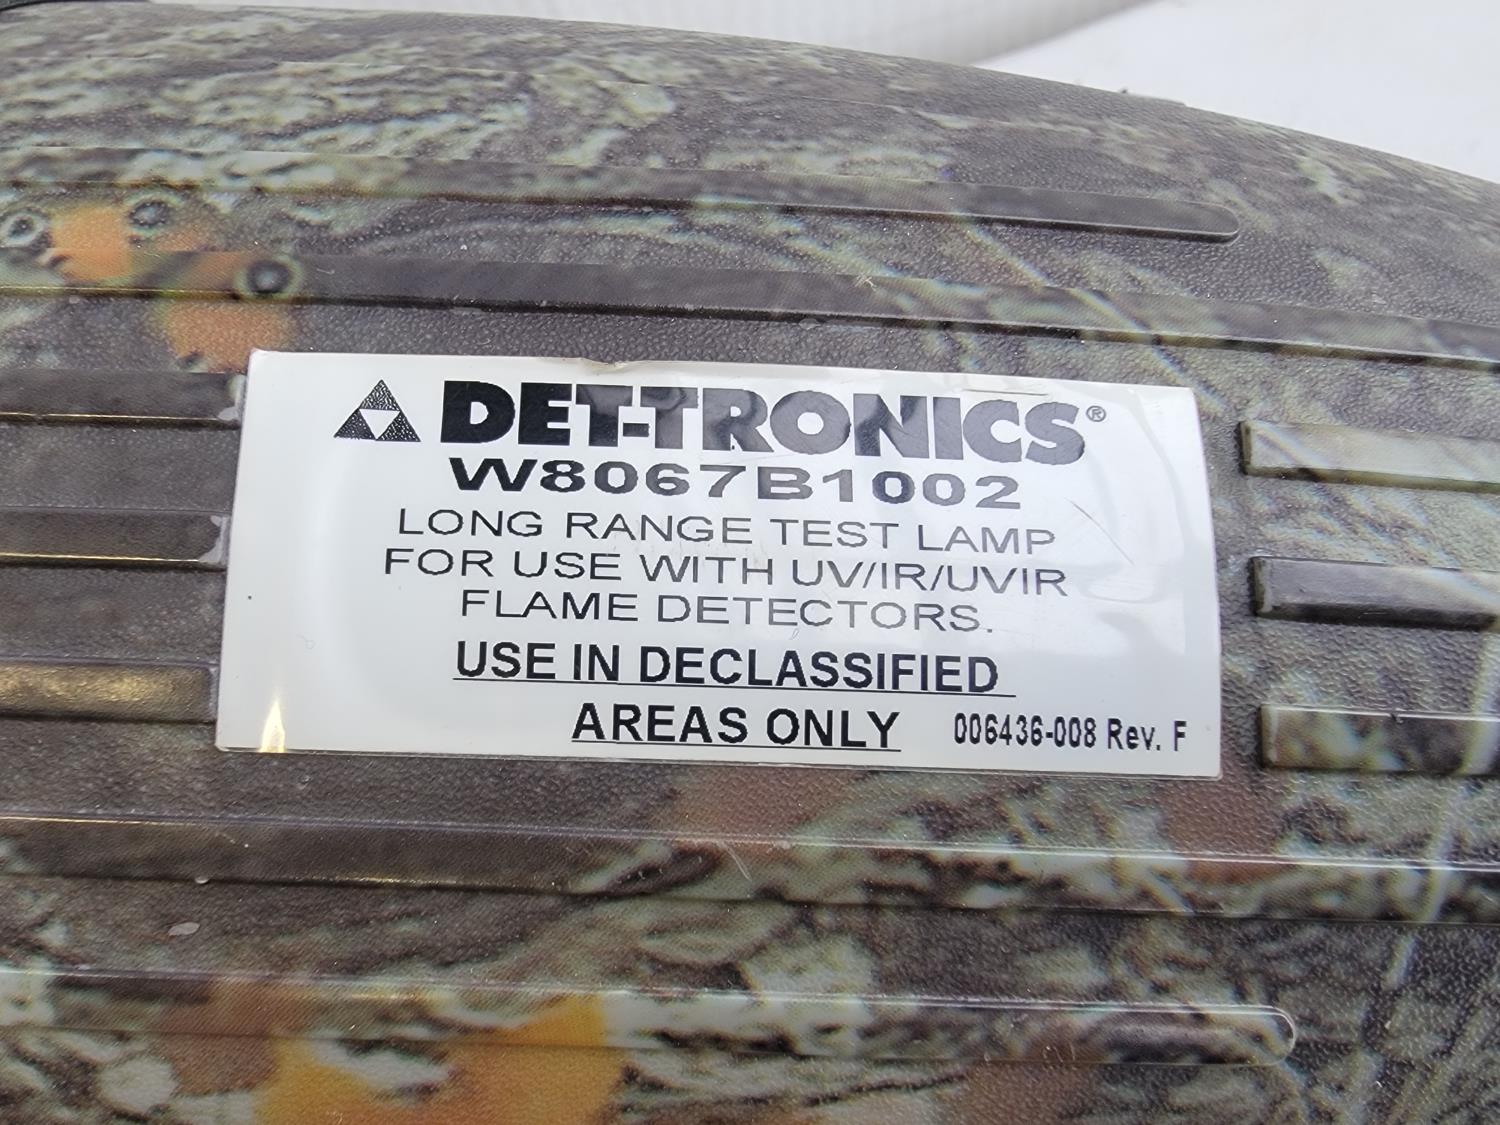 DET-TRONICS®
W8067B1002
LONG RANGE TEST LAMP
FOR USE WITH UV/IR/UVIR
FLAME DETECTORS.
USE IN DECLASSIFIED
AREAS ONLY 006436-008 Rev. F